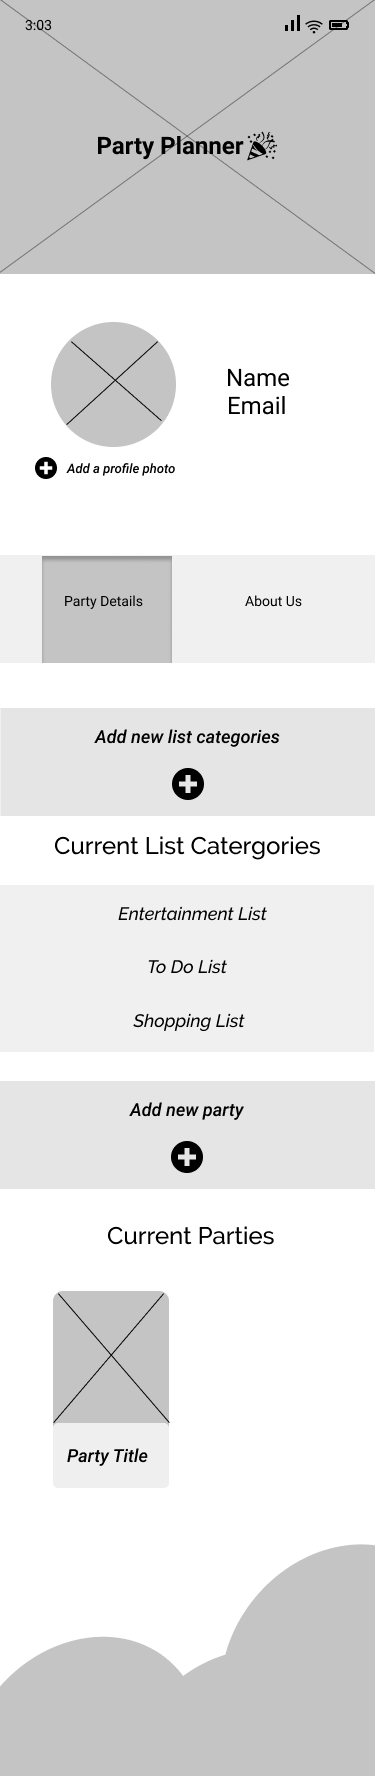 3:03
Party Planner
Name
Email
Add a profile photo
Party Details
About Us
Add new list categories
Current List Catergories
Entertainment List
To Do List
Shopping List
Add new party
Current Parties
Party Title